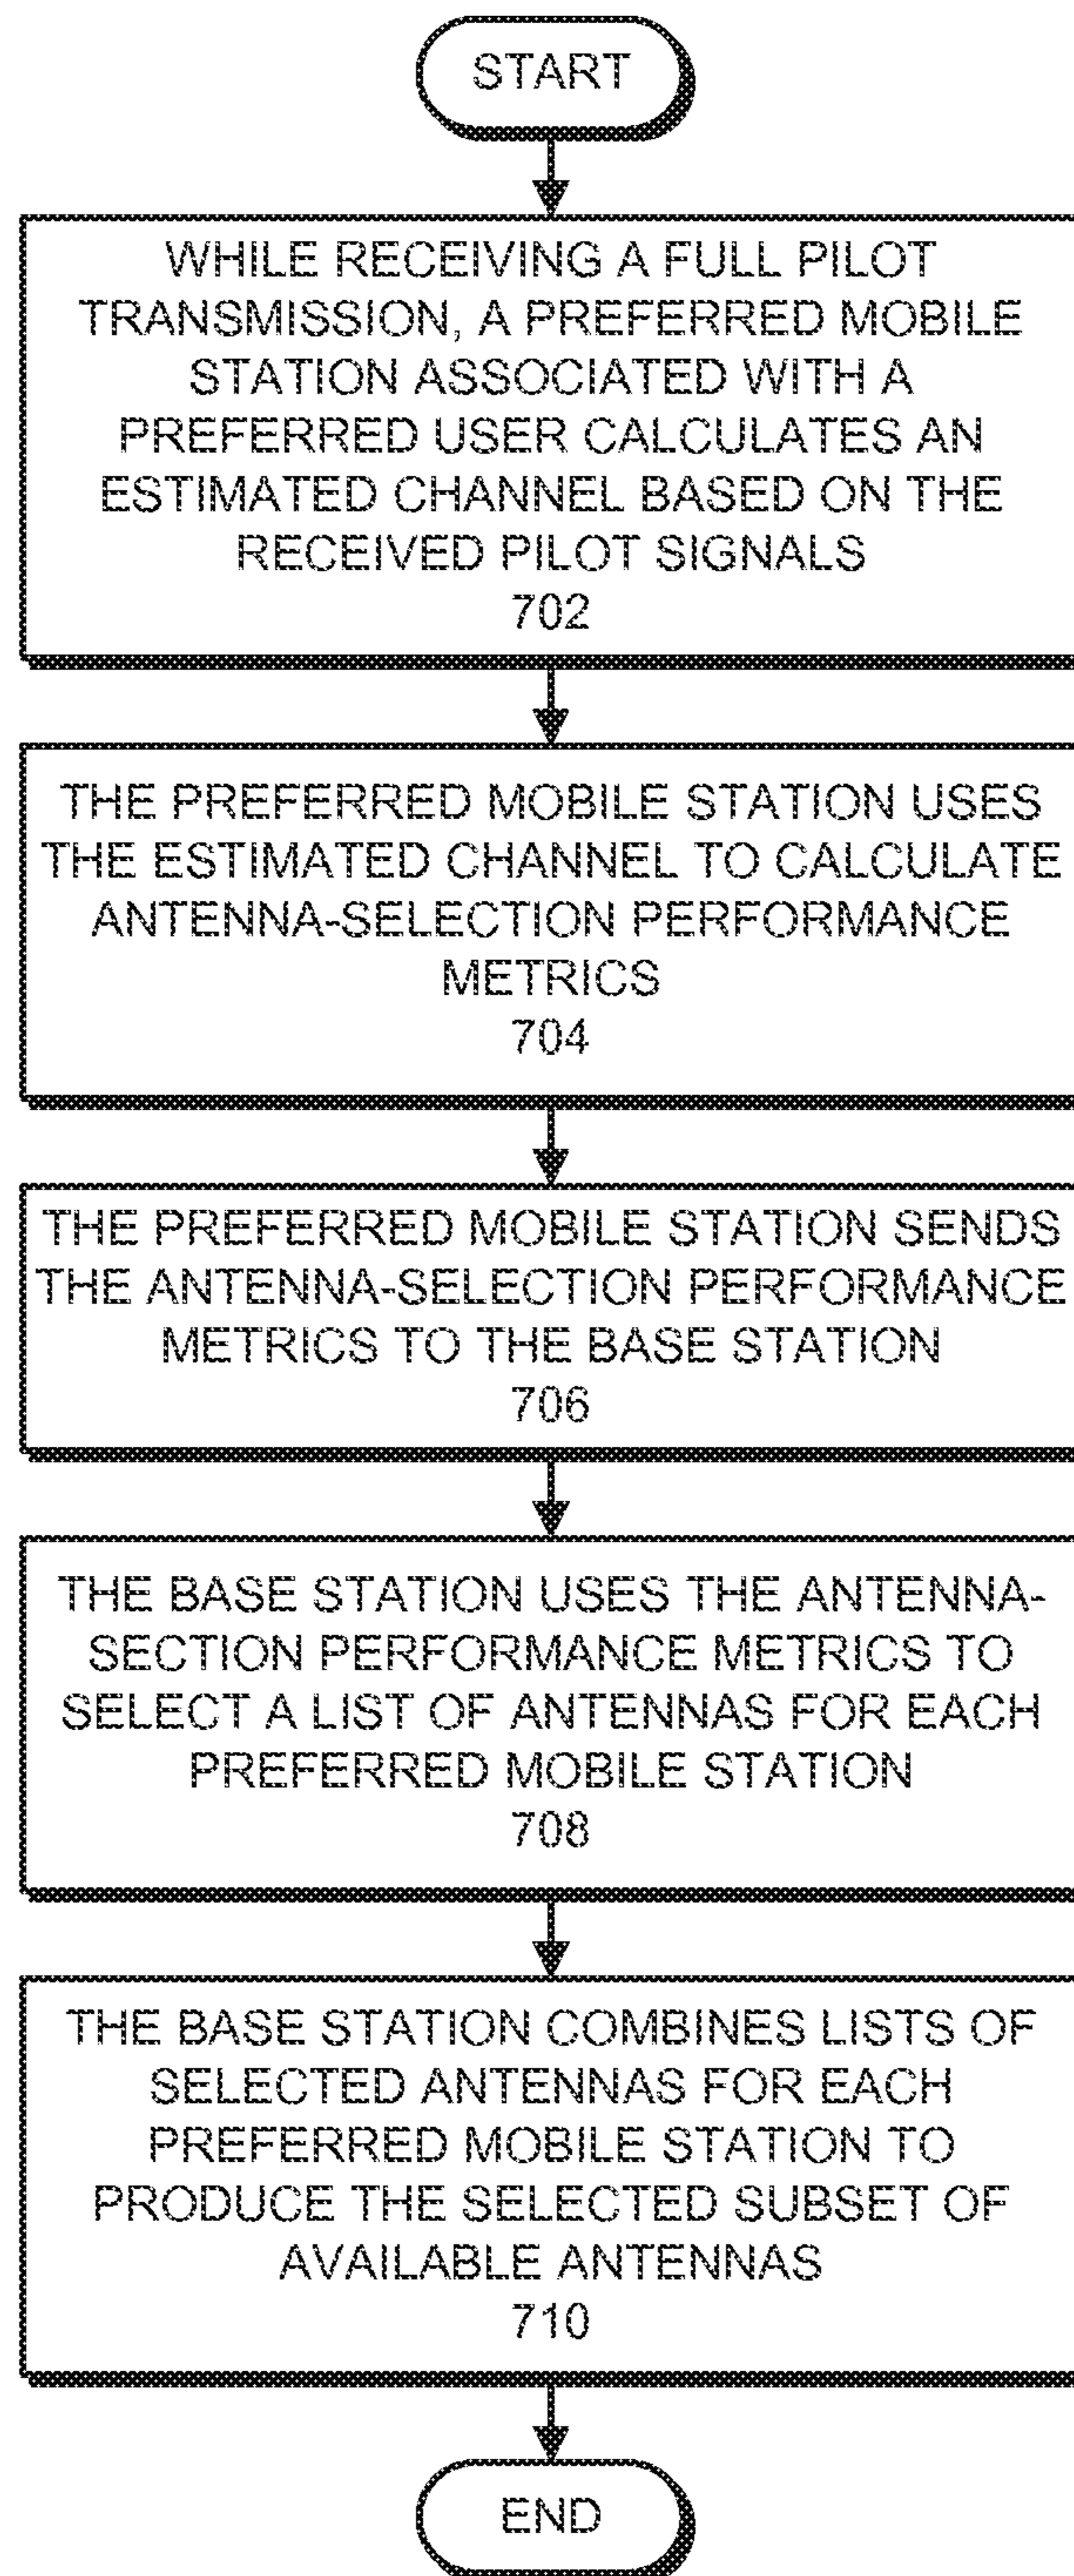 START
WHILE RECEIVING A FULL PILOT
TRANSMISSION, A PREFERRED MOBILE
STATION ASSOCIATED WITH A
PREFERRED USER CALCULATES AN
ESTIMATED CHANNEL BASED ON THE
RECEIVED PILOT SIGNALS
702
THE PREFERRED MOBILE STATION USES
THE ESTIMATED CHANNEL TO CALCULATE
ANTENNA-SELECTION PERFORMANCE
METRICS
704
THE PREFERRED MOBILE STATION SENDS
THE ANTENNA-SELECTION PERFORMANCE
METRICS TO THE BASE STATION
706
THE BASE STATION USES THE ANTENNA-
SECTION PERFORMANCE METRICS TO
SELECT A LIST OF ANTENNAS FOR EACH
PREFERRED MOBILE STATION
708
THE BASE STATION COMBINES LISTS OF
SELECTED ANTENNAS FOR EACH
PREFERRED MOBILE STATION TO
PRODUCE THE SELECTED SUBSET OF
AVAILABLE ANTENNAS
710
END